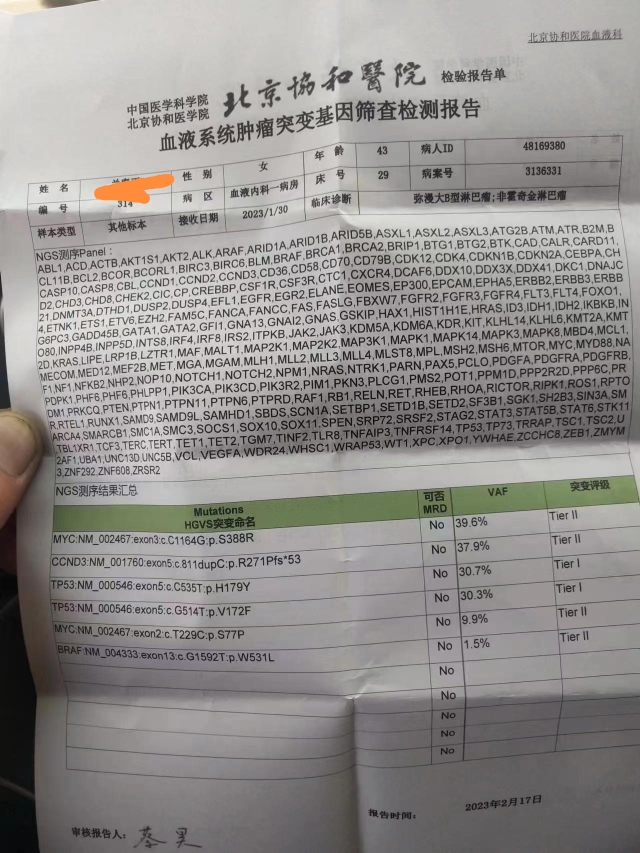 北京协和医院血液科
中国医学科学院
北京协和医院
北京協和醫院
检验报告单
血液系统肿瘤突变基因筛查检测报告
姓名 性别 女 年龄 43 病人ID 48169380
编号 314 病区 血液内科一病房 床号 29 病案号 3136331
样本类型 其他标本 接收日期 2023/1/30 临床诊断 弥漫大B型淋巴瘤;非霍奇金淋巴瘤
NGS测序Panel:
ABL1,ACD,ACTB,AKT1S1,AKT2,ALK,ARAF,ARID1A,ARID1B,ARID5B,ASXL1,ASXL2,ASXL3,ATG2B,ATM,ATR,B2M,B
CL11B,BCL2,BCOR,BCORL1,BIRC3,BIRC6,BLM,BRAF,BRCA1,BRCA2,BRIP1,BTG1,BTG2,BTK,CAD,CALR,CARD11,
CASP10,CASP8,CBL,CCND1,CCND2,CCND3,CD36,CD58,CD70,CD79B,CDK12,CDK4,CDKN1B,CDKN2A,CEBPA,CH
D2,CHD3,CHD8,CHEK2,CIC,CP,CREBBP,CSF1R,CSF3R,CTC1,CXCR4,DCAF6,DDX10,DDX3X,DDX41,DKC1,DNAJC
21,DNMT3A,DTHD1,DUSP2,DUSP4,EFL1,EGFR,EGR2,ELANE,EOMES,EP300,EPCAM,EPHA5,ERBB2,ERBB3,ERBB
4,ETNK1,ETS1,ETV6,EZH2,FAM5C,FANCA,FANCC,FAS,FASLG,FBXW7,FGFR2,FGFR3,FGFR4,FLT3,FLT4,FOXO1,
G6PC3,GADD45B,GATA1,GATA2,GFI1,GNA13,GNAI2,GNAS,GSKIP,HAX1,HIST1H1E,HRAS,ID3,IDH1,IDH2,IKBKB,IN
O80,INPP4B,INPP5D,INTS8,IRF4,IRF8,IRS2,ITPKB,JAK2,JAK3,KDM5A,KDM6A,KDR,KIT,KLHL14,KLHL6,KMT2A,KMT
2D,KRAS,LIPE,LRP1B,LZTR1,MAF,MALT1,MAP2K1,MAP2K2,MAP3K1,MAPK1,MAPK14,MAPK3,MAPK8,MBD4,MCL1,
MECOM,MED12,MEF2B,MET,MGA,MGAM,MLH1,MLL2,MLL3,MLL4,MLST8,MPL,MSH2,MSH6,MTOR,MYC,MYD88,NA
F1,NF1,NFKB2,NHP2,NOP10,NOTCH1,NOTCH2,NPM1,NRAS,NTRK1,PARN,PAX5,PCLO,PDGFA,PDGFRA,PDGFRB,
PDPK1,PHF6,PHF6,PHLPP1,PIK3CA,PIK3CD,PIK3R2,PIM1,PKN3,PLCG1,PMS2,POT1,PPM1D,PPP2R2D,PPP6C,PR
DM1,PRKCQ,PTEN,PTPN1,PTPN11,PTPN6,PTPRD,RAF1,RB1,RELN,RET,RHEB,RHOA,RICTOR,RIPK1,ROS1,RPTO
R,RTEL1,RUNX1,SAMD9,SAMD9L,SAMHD1,SBDS,SCN1A,SETBP1,SETD1B,SETD2,SF3B1,SGK1,SH2B3,SIN3A,SM
ARCA4,SMARCB1,SMC1A,SMC3,SOCS1,SOX10,SOX11,SPEN,SRP72,SRSF2,STAG2,STAT3,STAT5B,STAT6,STK11
,TBL1XR1,TCF3,TERC,TERT,TET1,TET2,TGM7,TINF2,TLR8,TNFAIP3,TNFRSF14,TP53,TP73,TRRAP,TSC1,TSC2,U
2AF1,UBA1,UNC13D,UNC5B,VCL,VEGFA,WDR24,WHSC1,WRAP53,WT1,XPC,XPO1,YWHAE,ZCCHC8,ZEB1,ZMYM
3,ZNF292,ZNF608,ZRSR2
NGS测序结果汇总
Mutations HGVS突变命名 可否MRD VAF 突变评级
MYC:NM_002467:exon3:c.C1164G:p.S388R No 39.6% Tier II
CCND3:NM_001760:exon5:c.811dupC:p.R271Pfs*53 No 37.9% Tier II
TP53:NM_000546:exon5:c.C535T:p.H179Y No 30.7% Tier I
TP53:NM_000546:exon5:c.G514T:p.V172F No 30.3% Tier I
MYC:NM_002467:exon2:c.T229C:p.S77P No 9.9% Tier II
BRAF:NM_004333:exon13:c.G1592T:p.W531L No 1.5% Tier II
No
No
No
No
No
审核报告人:
报告时间: 2023年2月17日